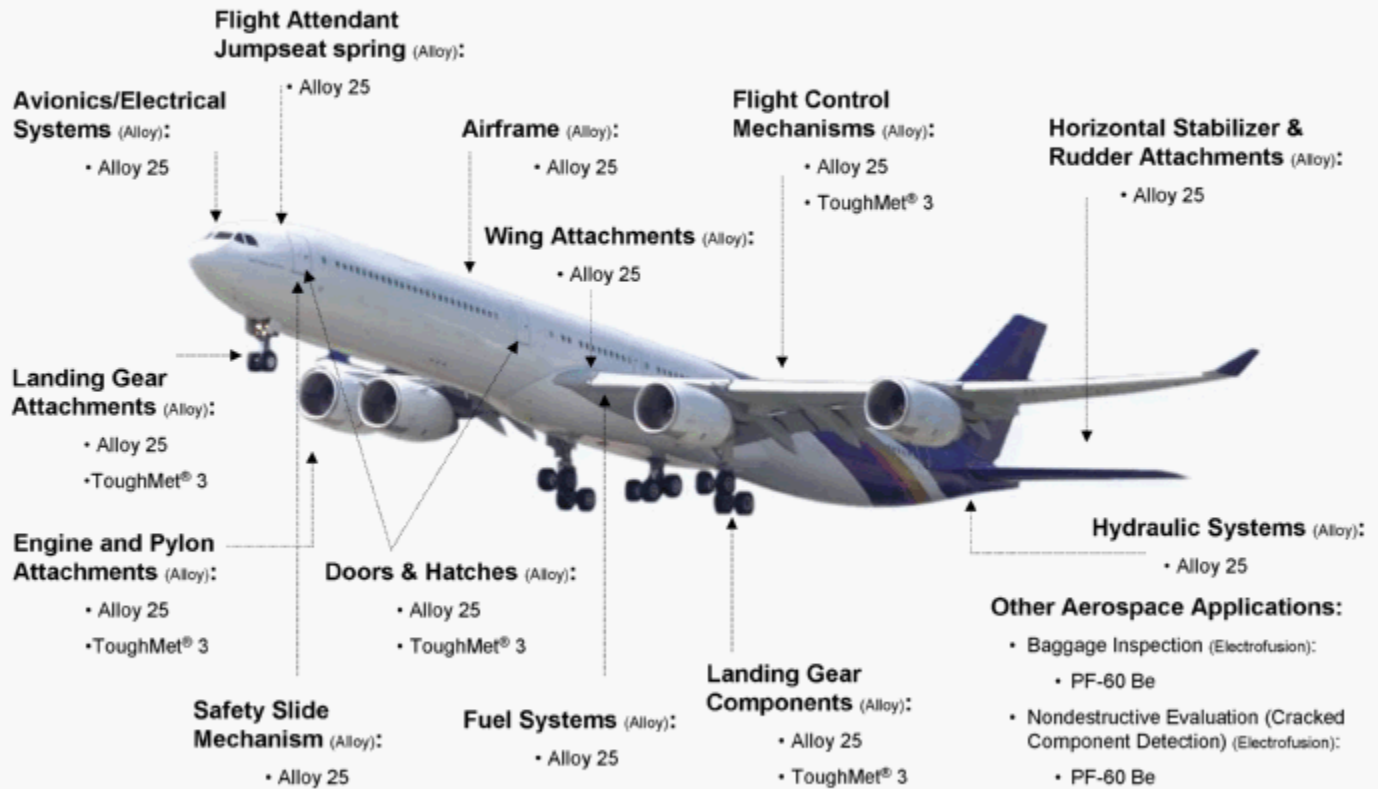 Flight Attendant
Jumpseat spring (Alloy):
• Alloy 25
Avionics/Electrical
Systems (Alloy):
• Alloy 25
Airframe (Alloy):
• Alloy 25
Flight Control
Mechanisms (Alloy):
• Alloy 25
• ToughMet® 3
Horizontal Stabilizer &
Rudder Attachments (Alloy):
• Alloy 25
Wing Attachments (Alloy):
• Alloy 25
Landing Gear
Attachments (Alloy):
• Alloy 25
•ToughMet® 3
Engine and Pylon
Attachments (Alloy):
• Alloy 25
•ToughMet® 3
Doors & Hatches (Alloy):
• Alloy 25
• ToughMet® 3
Hydraulic Systems (Alloy):
• Alloy 25
Safety Slide
Mechanism (Alloy):
• Alloy 25
Fuel Systems (Alloy):
• Alloy 25
Landing Gear
Components (Alloy):
• Alloy 25
• ToughMet® 3
Other Aerospace Applications:
• Baggage Inspection (Electrofusion):
• PF-60 Be
• Nondestructive Evaluation (Cracked
Component Detection) (Electrofusion):
• PF-60 Be